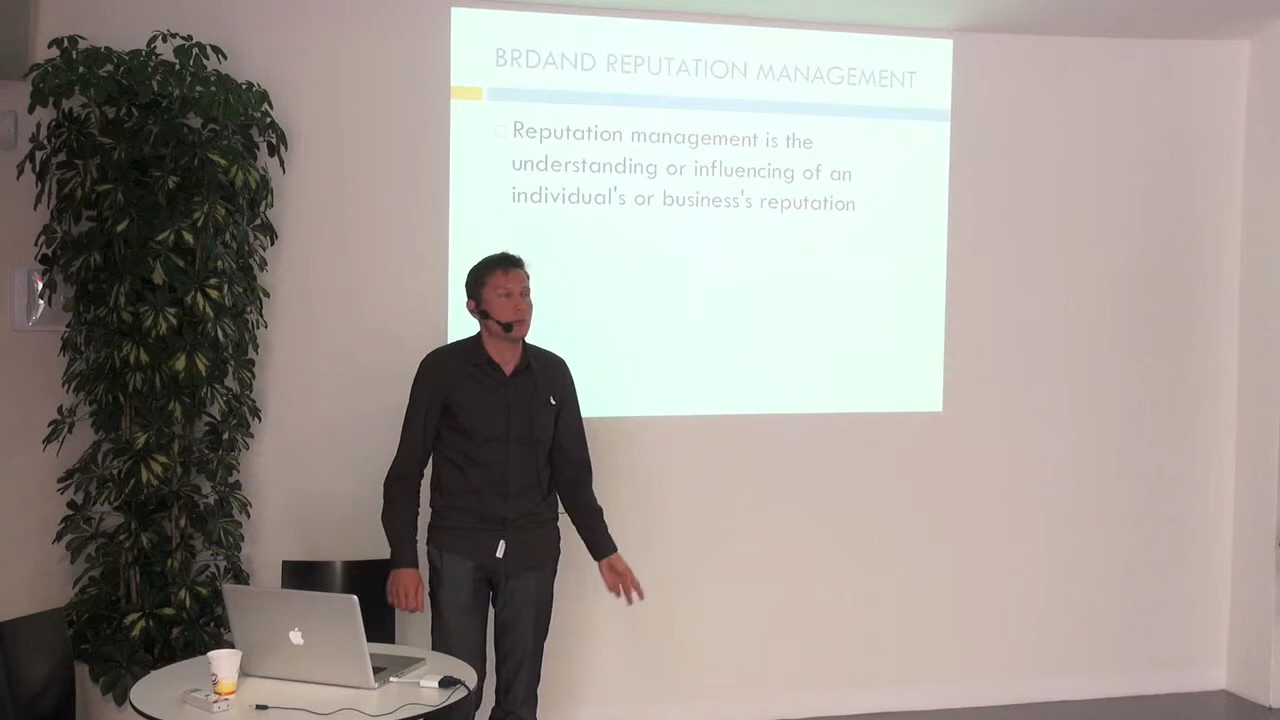 BRDAND REPUTATION MANAGEMENT
Reputation management is the
understanding or influencing of an
individual's or business's reputation